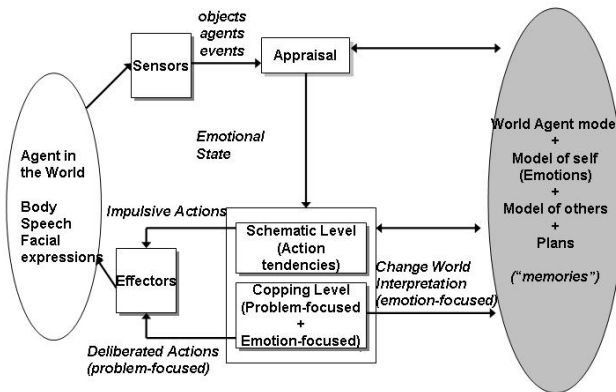 objects
agents
events
Sensors
Appraisal
Agent in
the World
Body
Speech
Facial
expressions
Emotional
State
World Agent mode
+
Model of self
(Emotions)
+
Model of others
+
Plans
("memories")
Impulsive Actions
Schematic Level
(Action
tendencies)
Effectors
Copping Level
(Problem-focused
+
Emotion-focused)
Change World
Interpretation
(emotion-focused)
Deliberated Actions
(problem-focused)